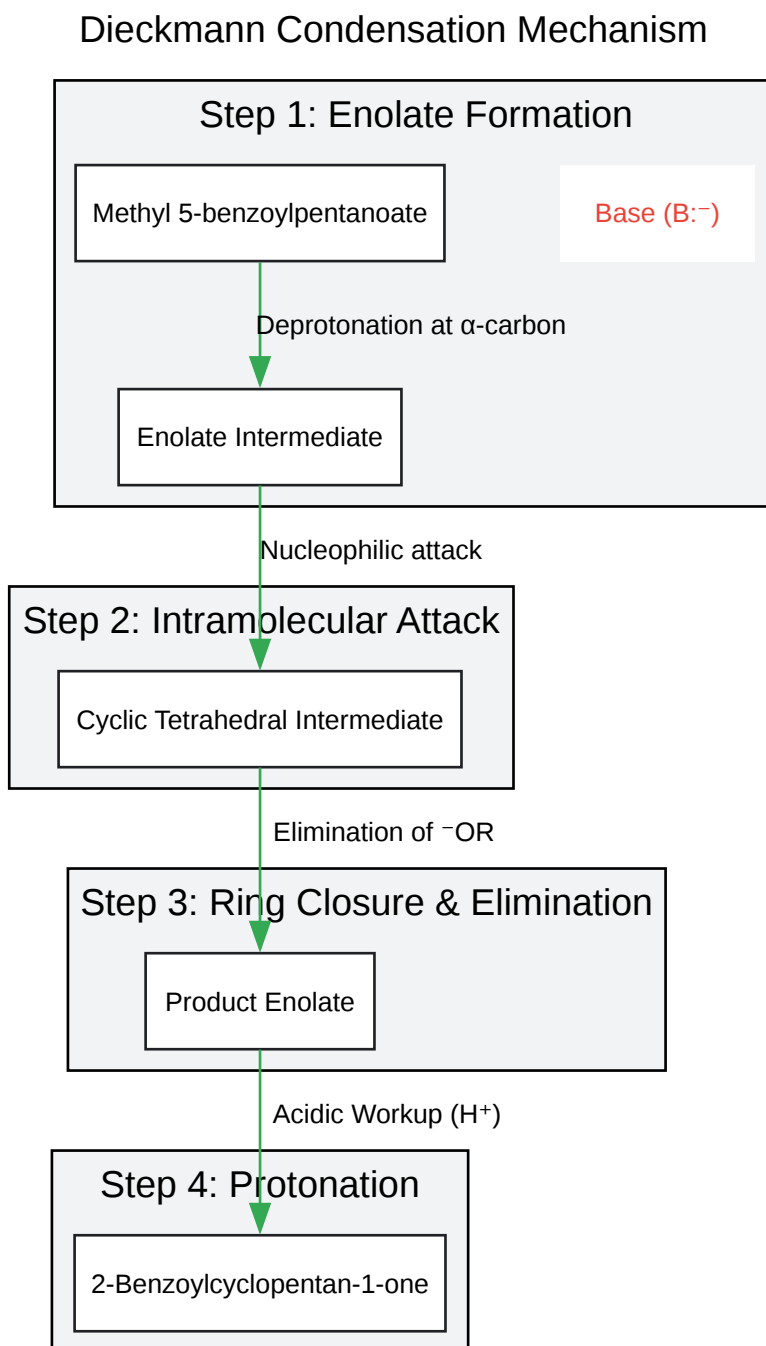 Dieckmann Condensation Mechanism
Step 1: Enolate Formation
Methyl 5-benzoylpentanoate
Base (B:⁻)
Deprotonation at α-carbon
Enolate Intermediate
Nucleophilic attack
Step 2: Intramolecular Attack
Cyclic Tetrahedral Intermediate
Elimination of ⁻OR
Step 3: Ring Closure & Elimination
Product Enolate
Acidic Workup (H⁺)
Step 4: Protonation
2-Benzoylcyclopentan-1-one